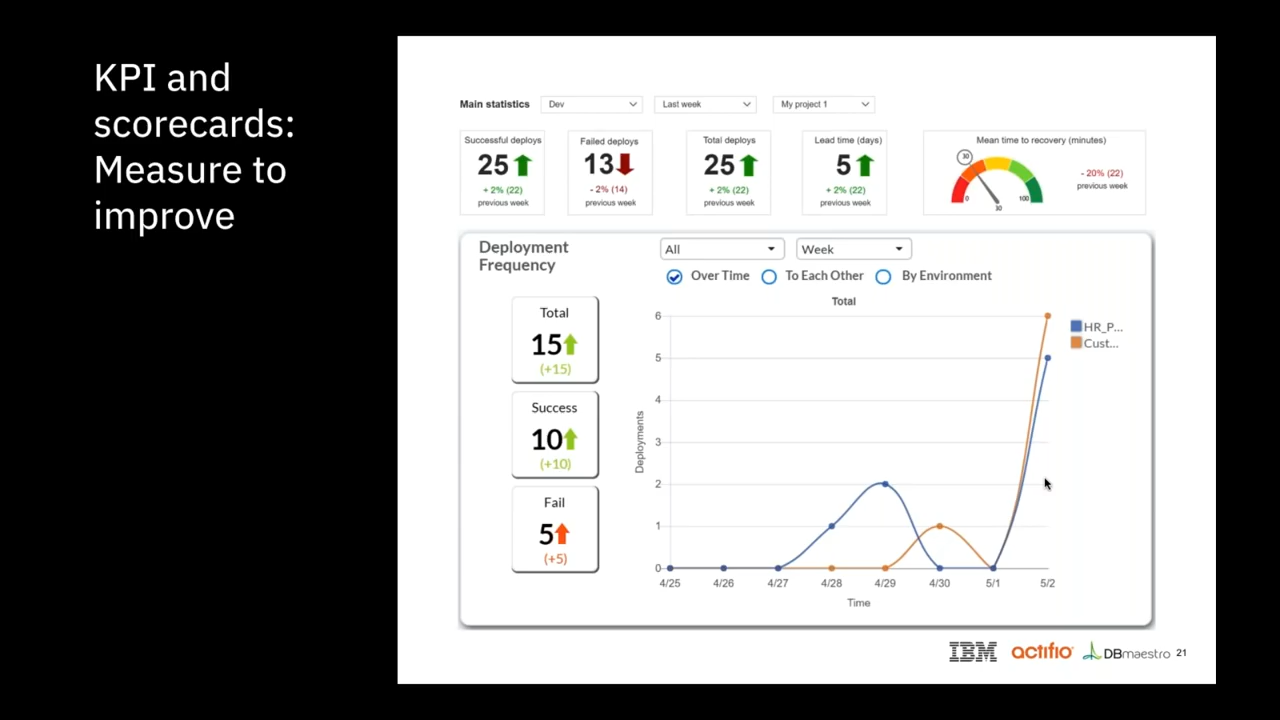 KPI and
scorecards:
Measure to
improve
Main statistics
Dev
Last week
My project 1
Successful deploys
25
+ 2% (22)
previous week
Failed deploys
13
- 2% (14)
previous week
Total deploys
25
+ 2% (22)
previous week
Lead time (days)
5
+ 2% (22)
previous week
Mean time to recovery (minutes)
30
0
100
30
- 20% (22)
previous week
Deployment
Frequency
All
Week
Over Time
To Each Other
By Environment
Total
15
(+15)
Success
10
(+10)
Fail
5
(+5)
Total
6
5
4
3
2
1
0
Deployments
4/25 4/26 4/27 4/28 4/29 4/30 5/1 5/2
Time
HR_P...
Cust...
IBM actifio DBmaestro 21